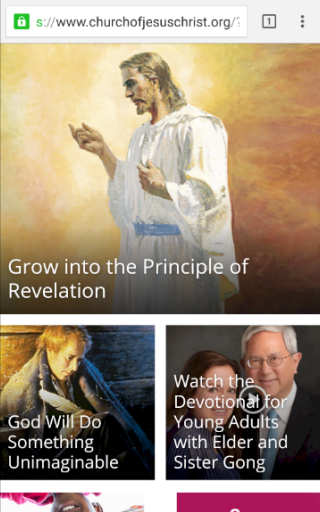 s://www.churchofjesuschrist.org/?
1
Grow into the Principle of
Revelation
God Will Do
Something
Unimaginable
Watch the
Devotional for
Young Adults
with Elder and
Sister Gong